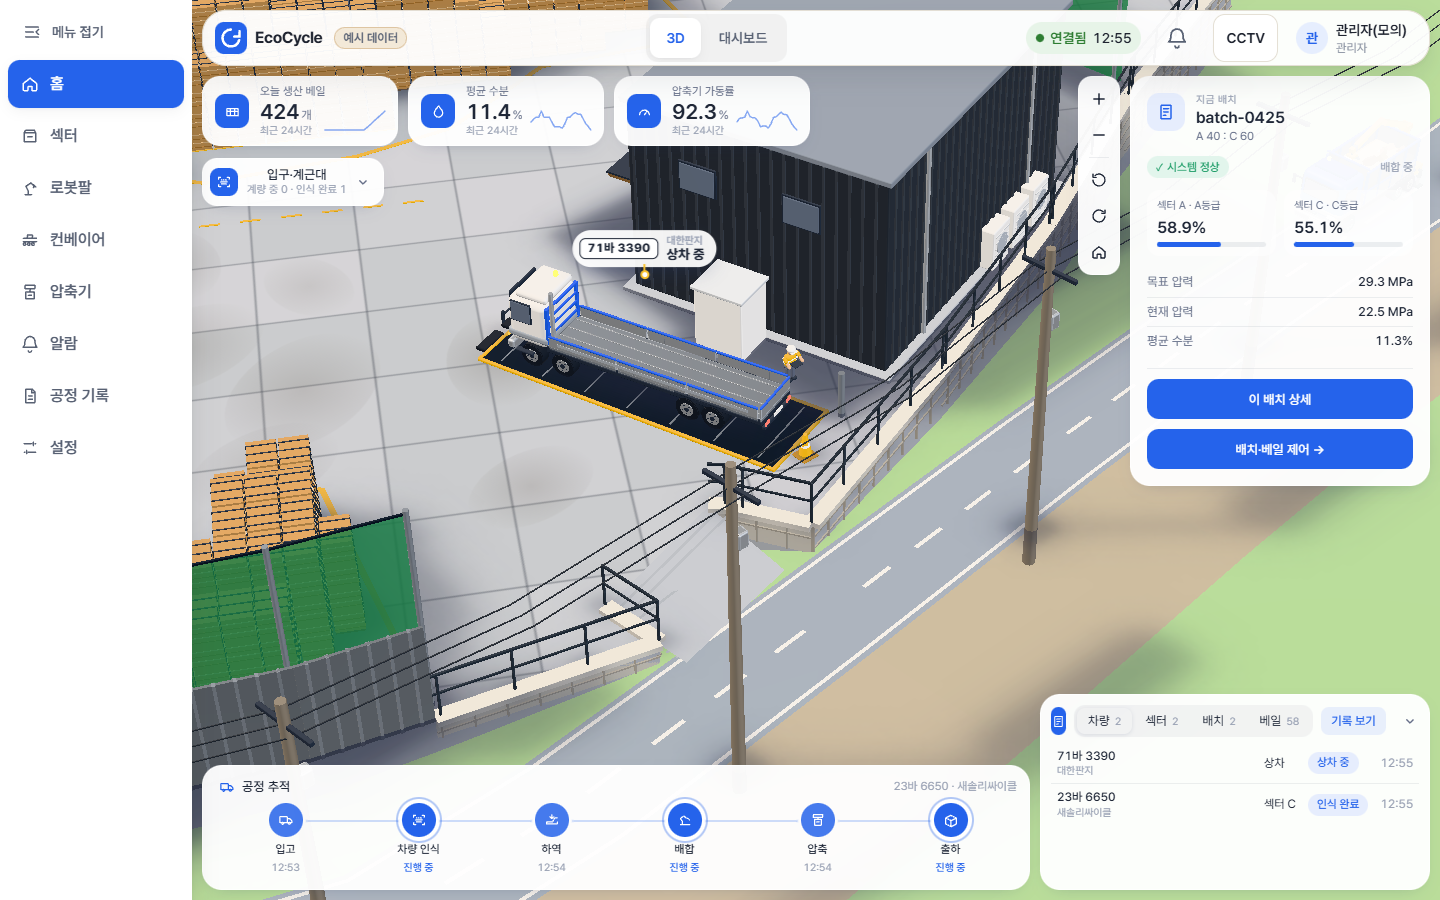 메뉴 접기
홈
섹터
로봇팔
컨베이어
압축기
알람
공정 기록
설정
EcoCycle
예시 데이터
3D
대시보드
연결됨 12:55
CCTV
관
관리자(모의)
관리자
오늘 생산 베일
424개
최근 24시간
평균 수분
11.4%
최근 24시간
압축기 가동률
92.3%
최근 24시간
입구·계근대
계량 중 0 · 인식 완료 1
71바 3390
대한판지
상차 중
지금 배치
batch-0425
A 40 : C 60
✓ 시스템 정상
배합 중
섹터 A · A등급
58.9%
섹터 C · C등급
55.1%
목표 압력 29.3 MPa
현재 압력 22.5 MPa
평균 수분 11.3%
이 배치 상세
배치·베일 제어 →
차량 2
섹터 2
배치 2
베일 58
기록 보기
71바 3390
대한판지
상차
상차 중
12:55
23바 6650
새솔리싸이클
섹터 C
인식 완료
12:55
공정 추적
23바 6650 · 새솔리싸이클
입고
12:53
차량 인식
진행 중
하역
12:54
배합
진행 중
압축
12:54
출하
진행 중